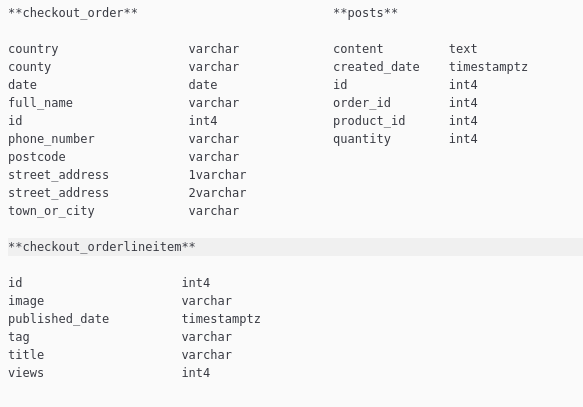 **checkout_order** **posts**
country varchar content text
county varchar created_date timestamptz
date date id int4
full_name varchar order_id int4
id int4 product_id int4
phone_number varchar quantity int4
postcode varchar
street_address 1varchar
street_address 2varchar
town_or_city varchar
**checkout_orderlineitem**
id int4
image varchar
published_date timestamptz
tag varchar
title varchar
views int4